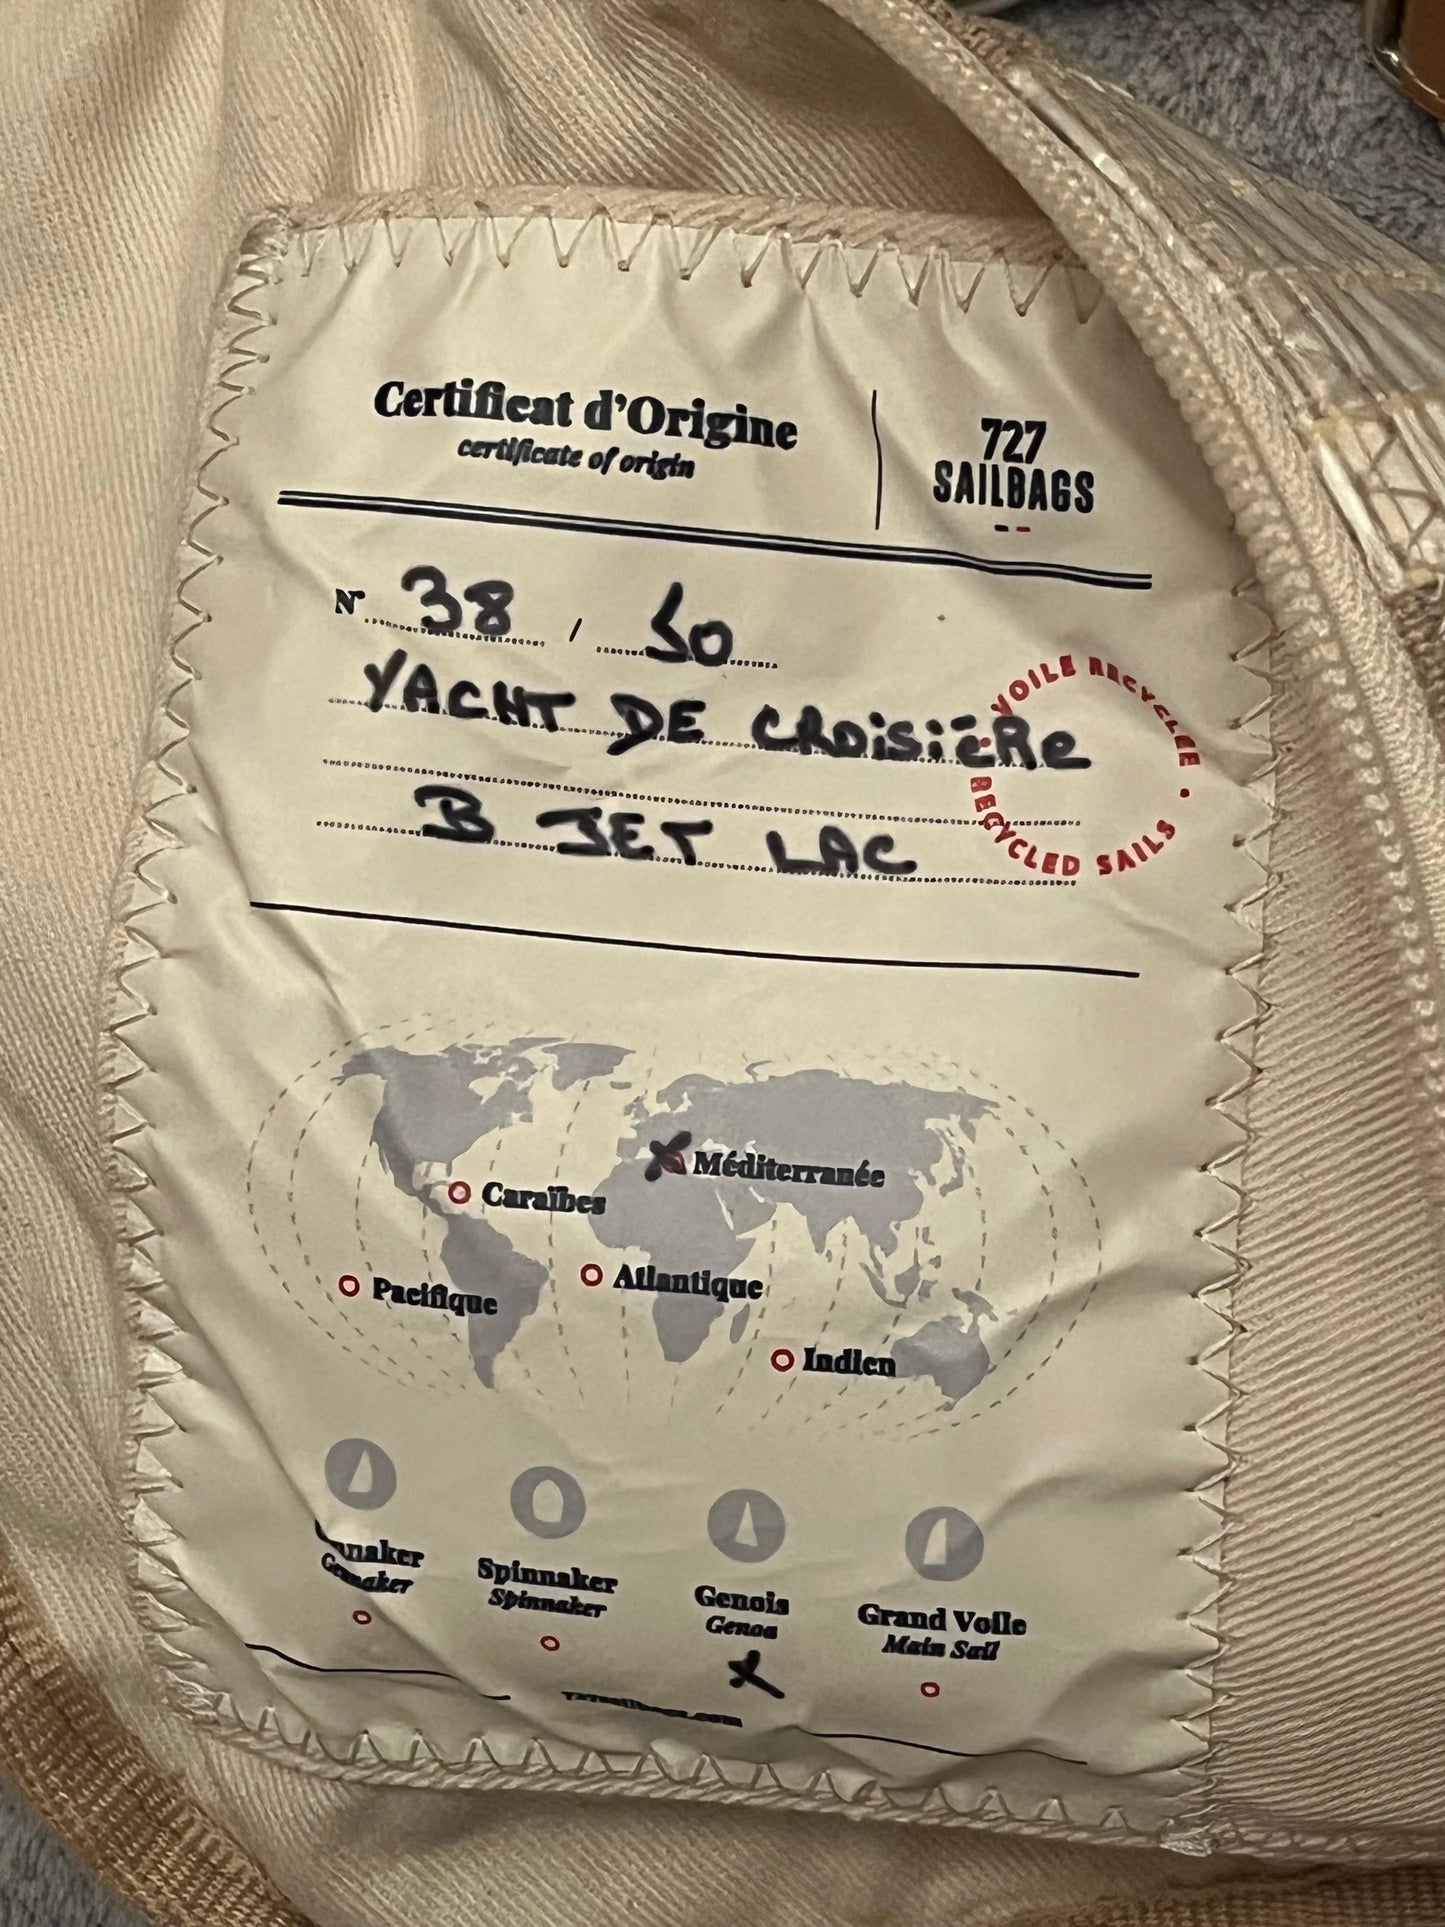 Certificat d'Origine
certificate of origin
727
SAILBAGS
N° 38 / 50
YACHT DE CROISIÈRE
B JET LAC
VOILE RECYCLEE • RECYCLED SAILS •
Méditerranée
Caraïbes
Pacifique
Atlantique
Indien
Spinnaker
Spinnaker
Genois
Genoa
Grand Voile
Main Sail